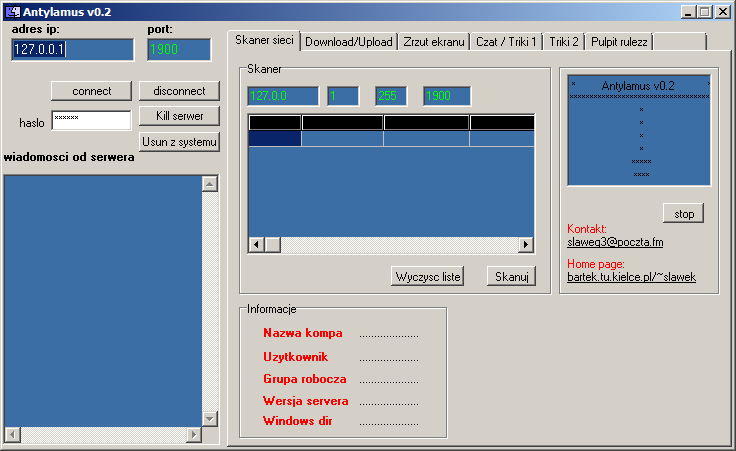 Antylamus v0.2
adres ip:
port:
127.0.0.1
1900
connect
disconnect
haslo
xxxxxx
Kill serwer
Usun z systemu
wiadomosci od serwera
Skaner sieci
Download/Upload
Zrzut ekranu
Czat / Triki 1
Triki 2
Pulpit rulezz
Skaner
127.0.0
1
255
1900
Wyczysc liste
Skanuj
* Antylamus v0.2 *
************************************
x
x
x
x
xxxxx
xxxx
stop
Kontakt:
slaweq3@poczta.fm
Home page:
bartek.tu.kielce.pl/~slawek
Informacje
Nazwa kompa ....................
Uzytkownik ....................
Grupa robocza ....................
Wersja servera ....................
Windows dir ....................